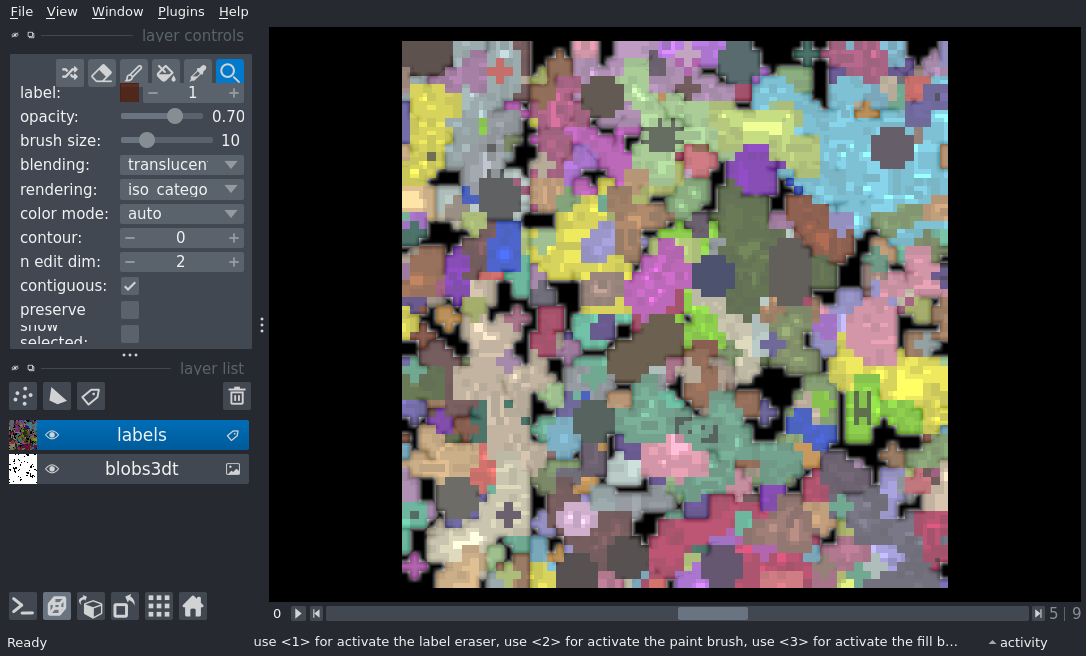 File View Window Plugins Help
layer controls
label: 1
opacity: 0.70
brush size: 10
blending: translucen
rendering: iso catego
color mode: auto
contour: 0
n edit dim: 2
contiguous:
preserve
show
selected:
layer list
labels
blobs3dt
0 5 | 9
Ready use <1> for activate the label eraser, use <2> for activate the paint brush, use <3> for activate the fill b... activity